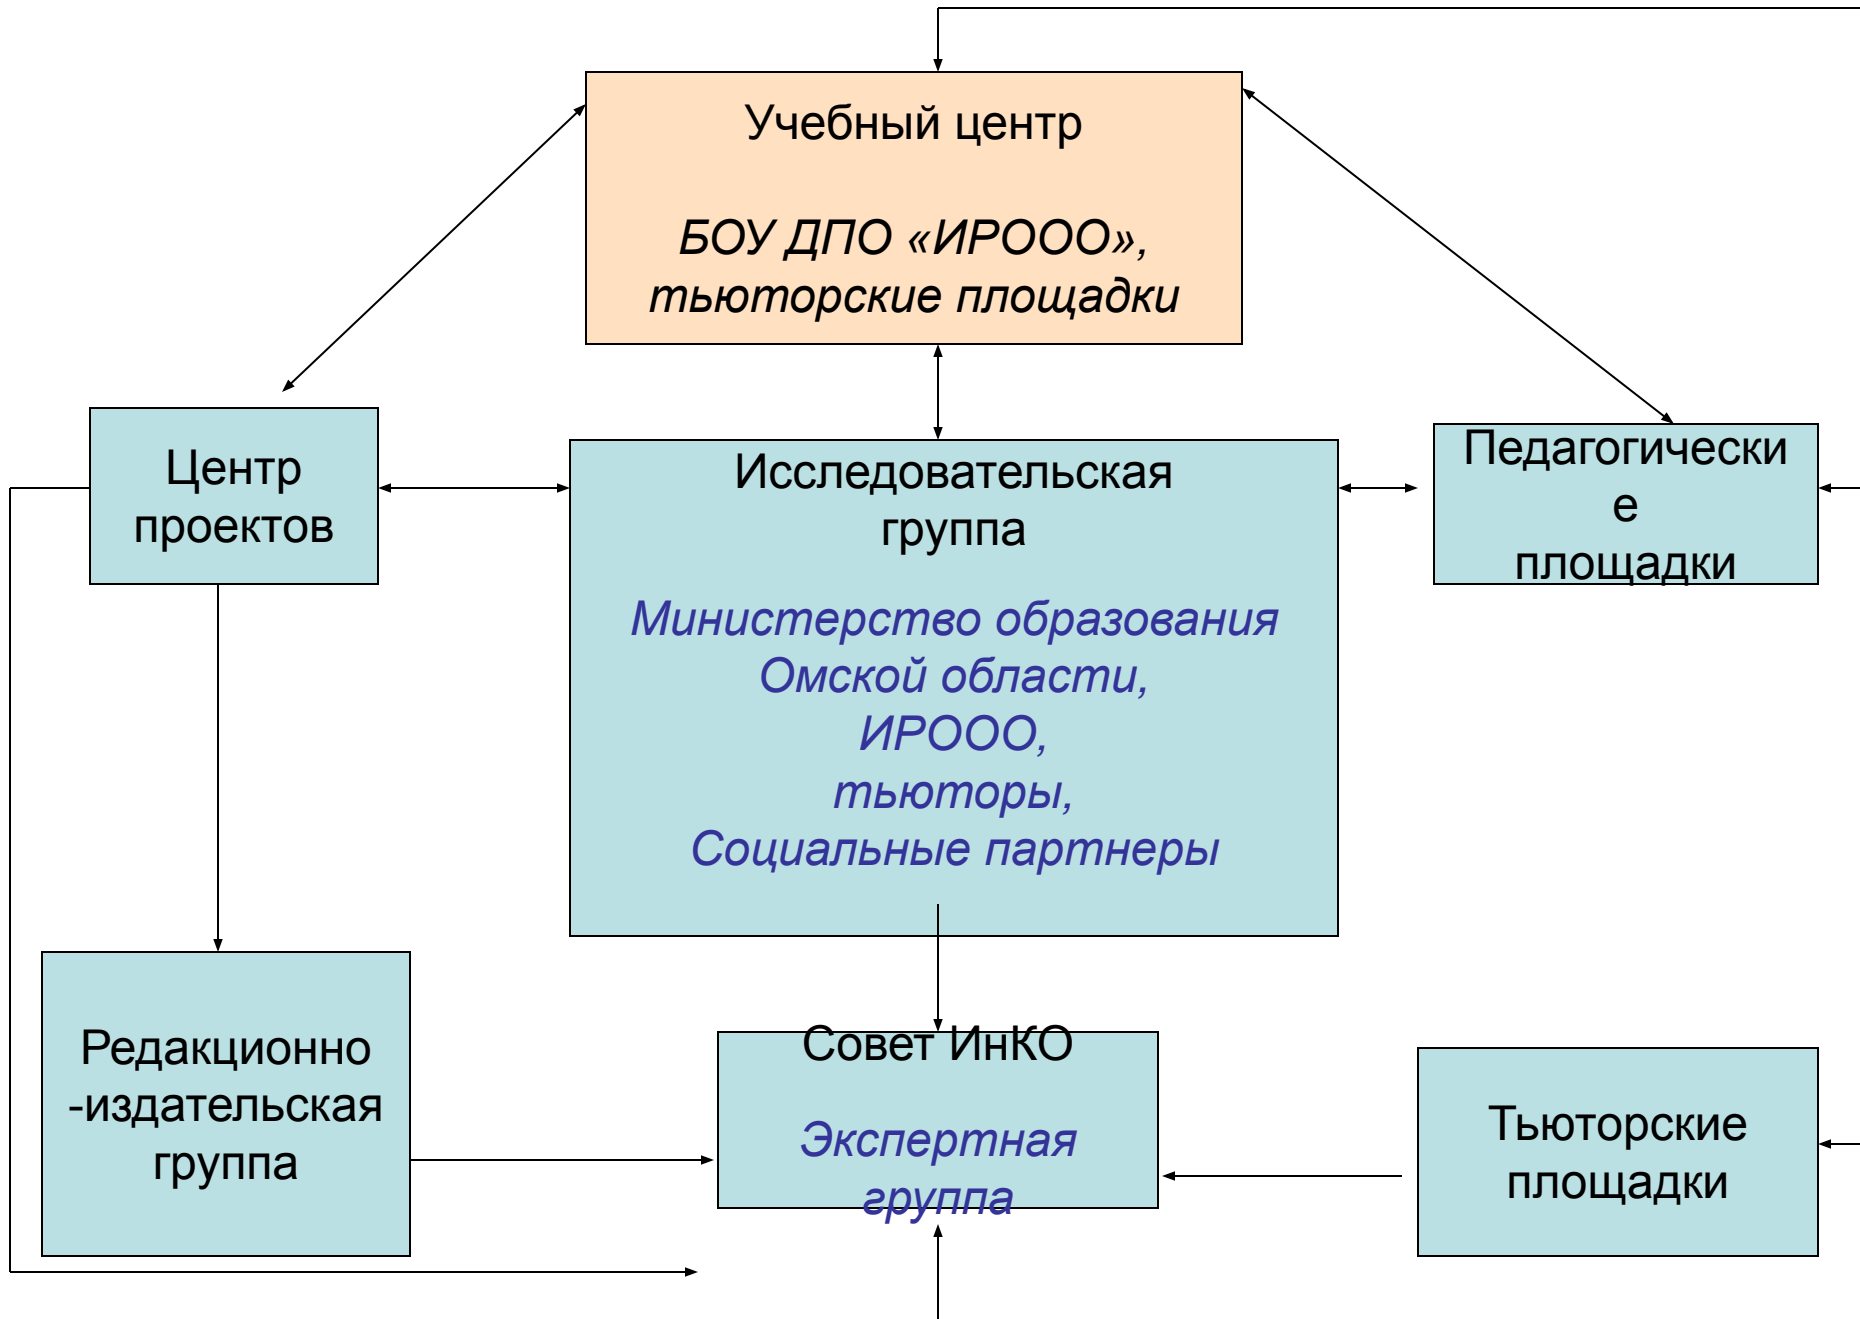 Учебный центр
БОУ ДПО «ИРООО»,
тьюторские площадки
Центр
проектов
Исследовательская
группа
Министерство образования
Омской области,
ИРООО,
тьюторы,
Социальные партнеры
Педагогически
е
площадки
Редакционно
-издательская
группа
Совет ИнКО
Экспертная
группа
Тьюторские
площадки